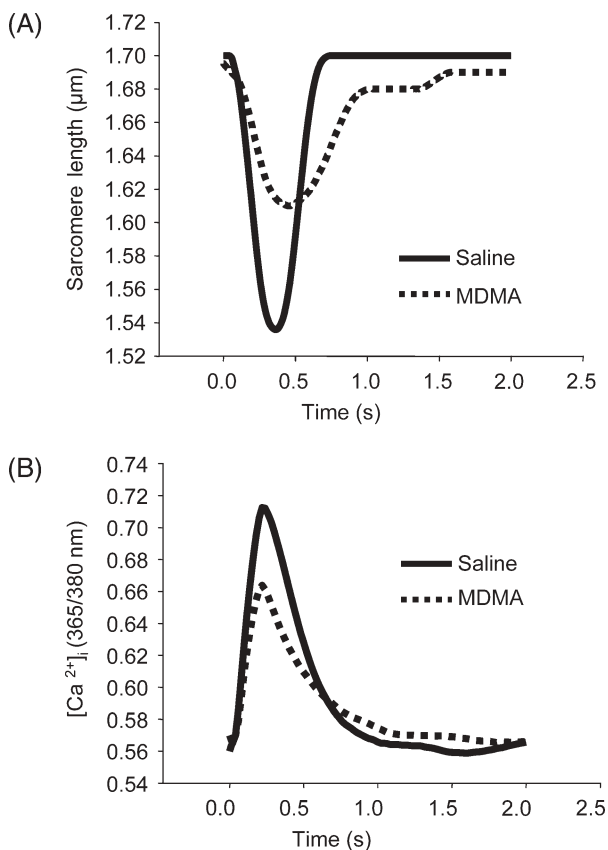 (A)
Sarcomere length (μm)
1.72
1.70
1.68
1.66
1.64
1.62
1.60
1.58
1.56
1.54
1.52
Saline
MDMA
0.0 0.5 1.0 1.5 2.0 2.5
Time (s)
(B)
[Ca 2+]i (365/380 nm)
0.74
0.72
0.70
0.68
0.66
0.64
0.62
0.60
0.58
0.56
0.54
Saline
MDMA
0.0 0.5 1.0 1.5 2.0 2.5
Time (s)